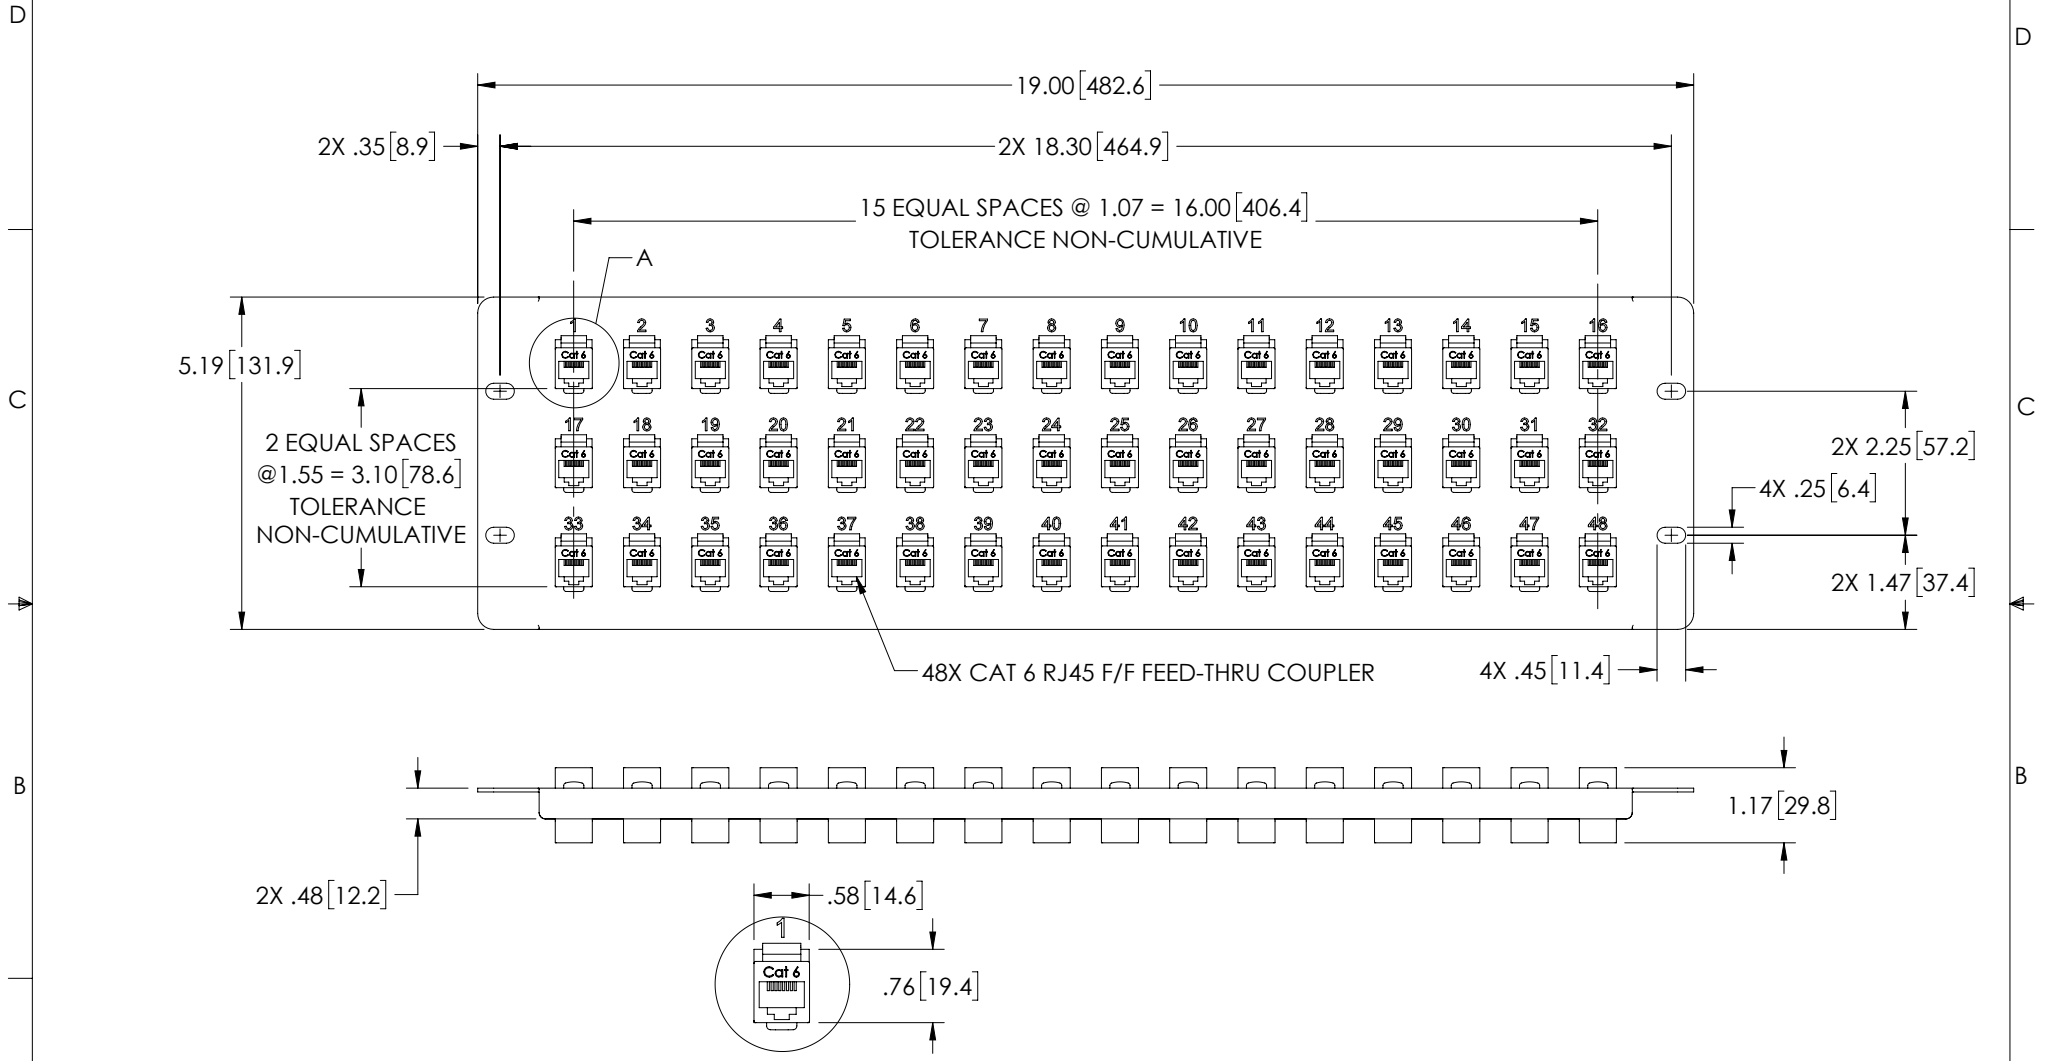 D
D
19.00[482.6]
2X .35[8.9]
2X 18.30[464.9]
15 EQUAL SPACES @ 1.07 = 16.00[406.4]
TOLERANCE NON-CUMULATIVE
A
1 2 3 4 5 6 7 8 9 10 11 12 13 14 15 16
Cat 6 Cat 6 Cat 6 Cat 6 Cat 6 Cat 6 Cat 6 Cat 6 Cat 6 Cat 6 Cat 6 Cat 6 Cat 6 Cat 6 Cat 6 Cat 6
5.19[131.9]
C
C
17 18 19 20 21 22 23 24 25 26 27 28 29 30 31 32
Cat 6 Cat 6 Cat 6 Cat 6 Cat 6 Cat 6 Cat 6 Cat 6 Cat 6 Cat 6 Cat 6 Cat 6 Cat 6 Cat 6 Cat 6 Cat 6
2 EQUAL SPACES
@1.55 = 3.10[78.6]
TOLERANCE
NON-CUMULATIVE
2X 2.25[57.2]
4X .25[6.4]
33 34 35 36 37 38 39 40 41 42 43 44 45 46 47 48
Cat 6 Cat 6 Cat 6 Cat 6 Cat 6 Cat 6 Cat 6 Cat 6 Cat 6 Cat 6 Cat 6 Cat 6 Cat 6 Cat 6 Cat 6 Cat 6
2X 1.47[37.4]
48X CAT 6 RJ45 F/F FEED-THRU COUPLER
4X .45[11.4]
B
B
1.17[29.8]
2X .48[12.2]
.58[14.6]
1
Cat 6
.76[19.4]